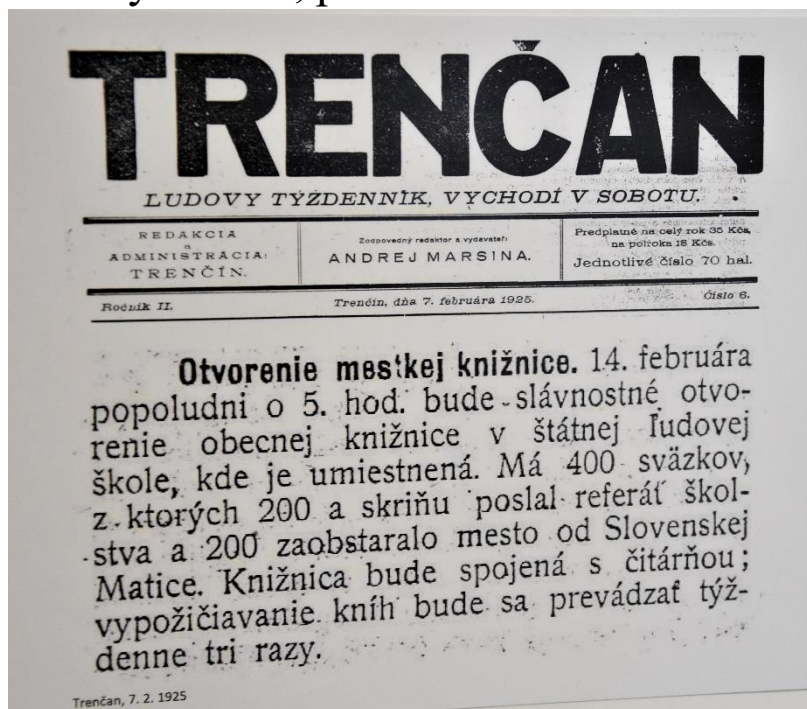 TRENČAN
ĽUDOVÝ TÝŽDENNÍK, VYCHODÍ V SOBOTU.
REDAKCIA
a
ADMINISTRÁCIA:
TRENČÍN.
Zodpovedný redaktor a vydavateľ:
ANDREJ MARSINA.
Predplatné na celý rok 35 Kčs,
na polroka 18 Kčs.
Jednotlivé číslo 70 hal.
Ročník II.
Trenčín, dňa 7. februára 1925.
Číslo 6.
Otvorenie mestkej knižnice. 14. februára
popoludni o 5. hod. bude slávnostné otvo-
renie obecnej knižnice v štátnej ľudovej
škole, kde je umiestnená. Má 400 sväzkov,
z ktorých 200 a skriňu poslal referát škol-
stva a 200 zaobstaralo mesto od Slovenskej
Matice. Knižnica bude spojená s čitárňou;
vypožičiavanie kníh bude sa prevádzať týž-
denne tri razy.
Trenčan, 7. 2. 1925